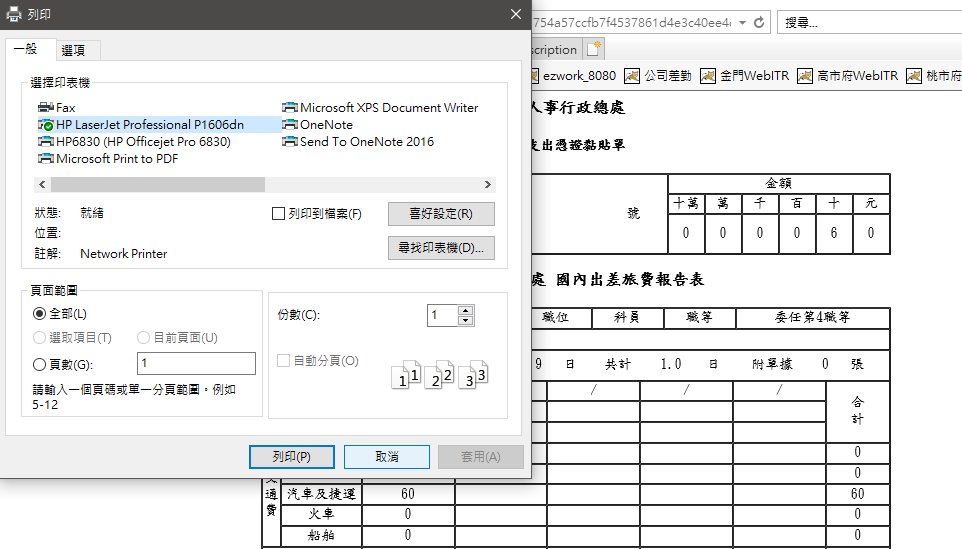 列印
一般
選項
選擇印表機
Fax
HP LaserJet Professional P1606dn
HP6830 (HP Officejet Pro 6830)
Microsoft Print to PDF
Microsoft XPS Document Writer
OneNote
Send To OneNote 2016
狀態: 就緒
位置:
註解: Network Printer
列印到檔案(F)
喜好設定(R)
尋找印表機(D)...
頁面範圍
全部(L)
選取項目(T) 目前頁面(U)
頁數(G): 1
請輸入一個頁碼或單一分頁範圍。例如
5-12
份數(C): 1
自動分頁(O)
1 1 2 2 3 3
列印(P) 取消 套用(A)
754a57ccfb7f4537861d4e3c40ee4
搜尋...
scription
ezwork_8080 公司差勤 金門WebITR 高市府WebITR 桃市府
人事行政總處
支出憑證黏貼單
號
金額
十萬 萬 千 百 十 元
0 0 0 0 6 0
處 國內出差旅費報告表
職位 科員 職等 委任第4職等
9 日 共計 1.0 日 附單據 0 張
/ / /
合計
0
0
交通費
汽車及捷運 60 60
火車 0 0
船舶 0 0